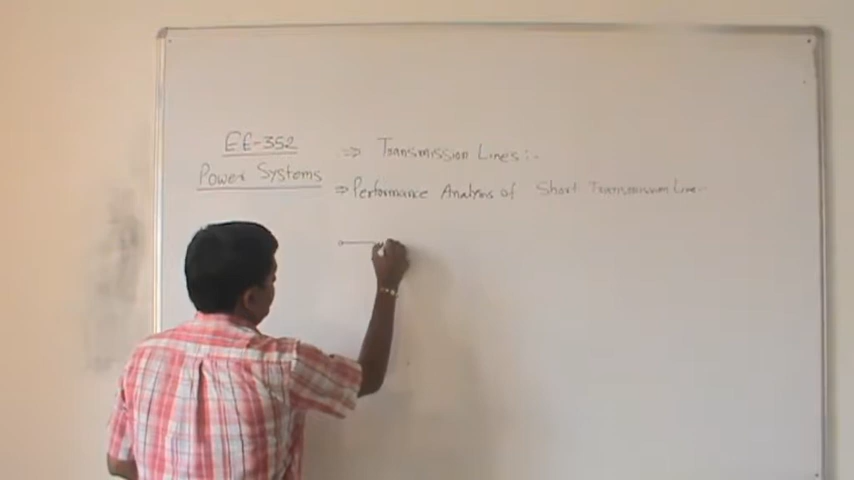 EE-352
Power Systems
⇒ Transmission Lines :-
⇒ Performance Analysis of Short Transmission Line-